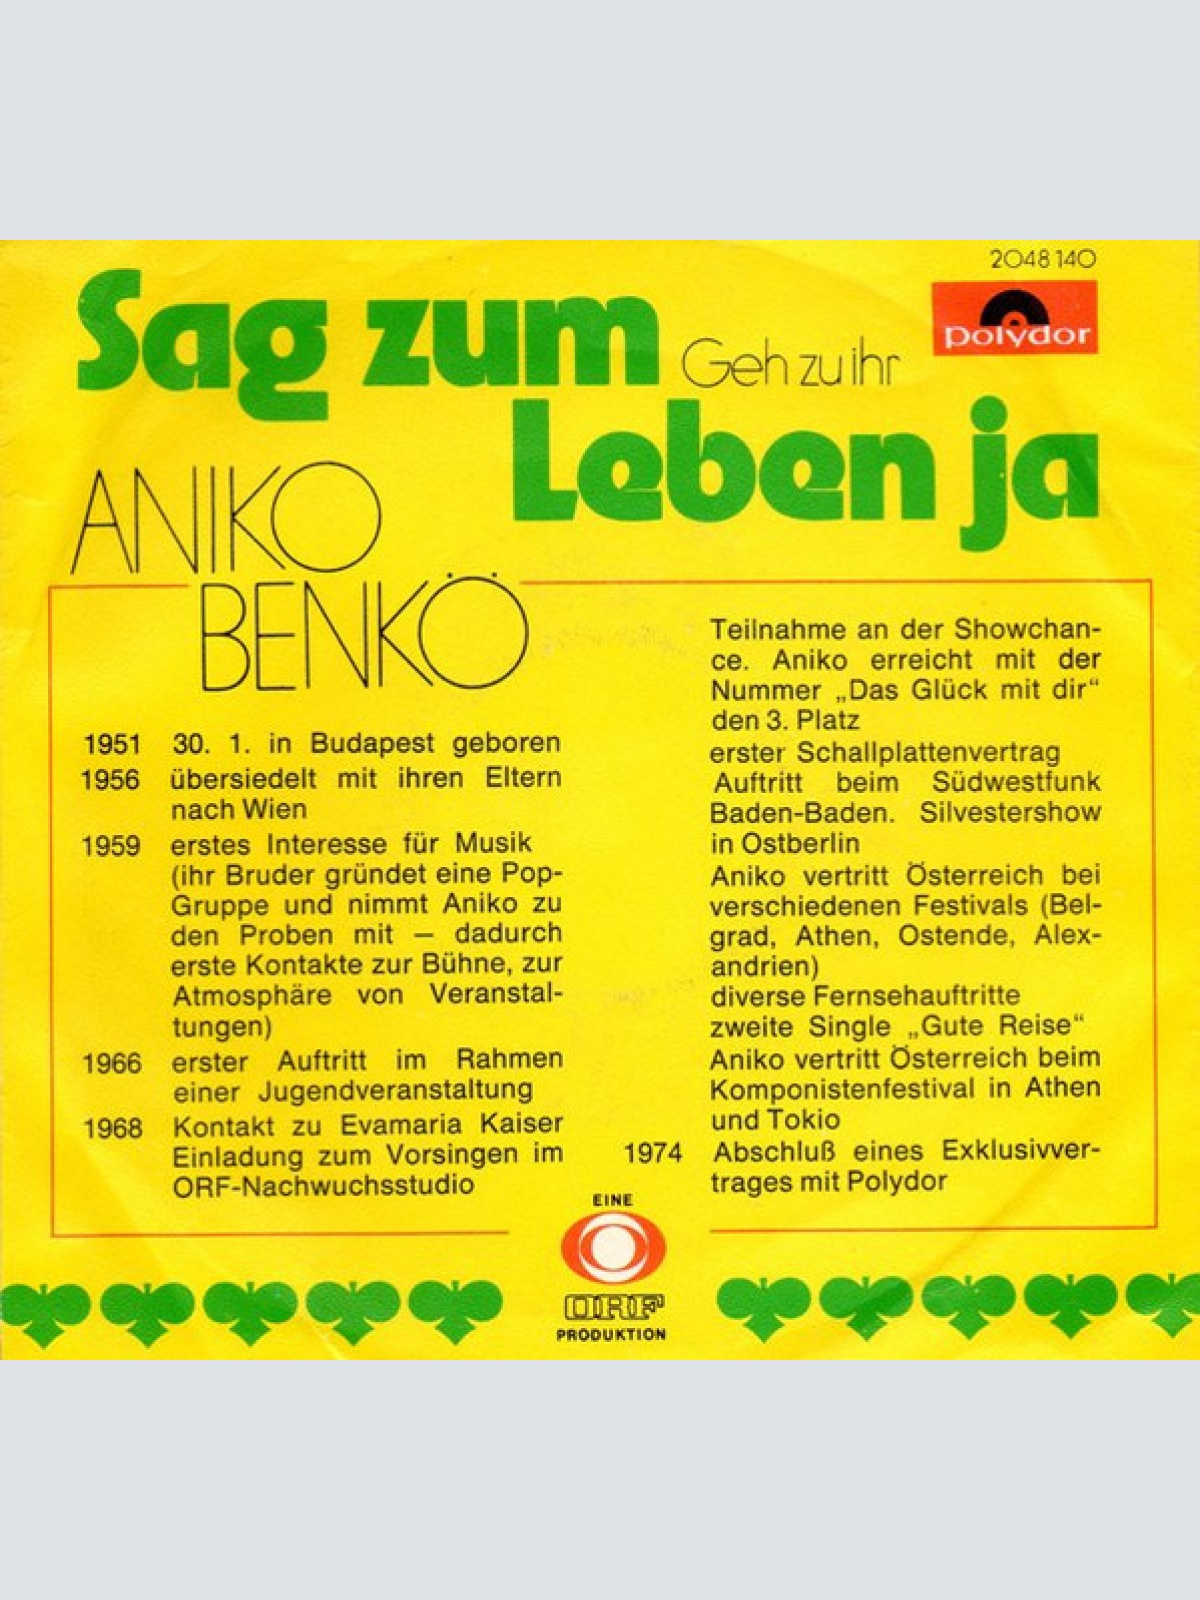 2048 140
polydor
Sag zum
Geh zu ihr
Leben ja
ANIKO
BENKÖ
1951 30. 1. in Budapest geboren
1956 übersiedelt mit ihren Eltern
nach Wien
1959 erstes Interesse für Musik
(ihr Bruder gründet eine Pop-
Gruppe und nimmt Aniko zu
den Proben mit — dadurch
erste Kontakte zur Bühne, zur
Atmosphäre von Veranstal-
tungen)
1966 erster Auftritt im Rahmen
einer Jugendveranstaltung
1968 Kontakt zu Evamaria Kaiser
Einladung zum Vorsingen im
ORF-Nachwuchsstudio
Teilnahme an der Showchan-
ce. Aniko erreicht mit der
Nummer „Das Glück mit dir“
den 3. Platz
erster Schallplattenvertrag
Auftritt beim Südwestfunk
Baden-Baden. Silvestershow
in Ostberlin
Aniko vertritt Österreich bei
verschiedenen Festivals (Bel-
grad, Athen, Ostende, Alex-
andrien)
diverse Fernsehauftritte
zweite Single „Gute Reise“
Aniko vertritt Österreich beim
Komponistenfestival in Athen
und Tokio
1974 Abschluß eines Exklusivver-
trages mit Polydor
EINE
ORF
PRODUKTION